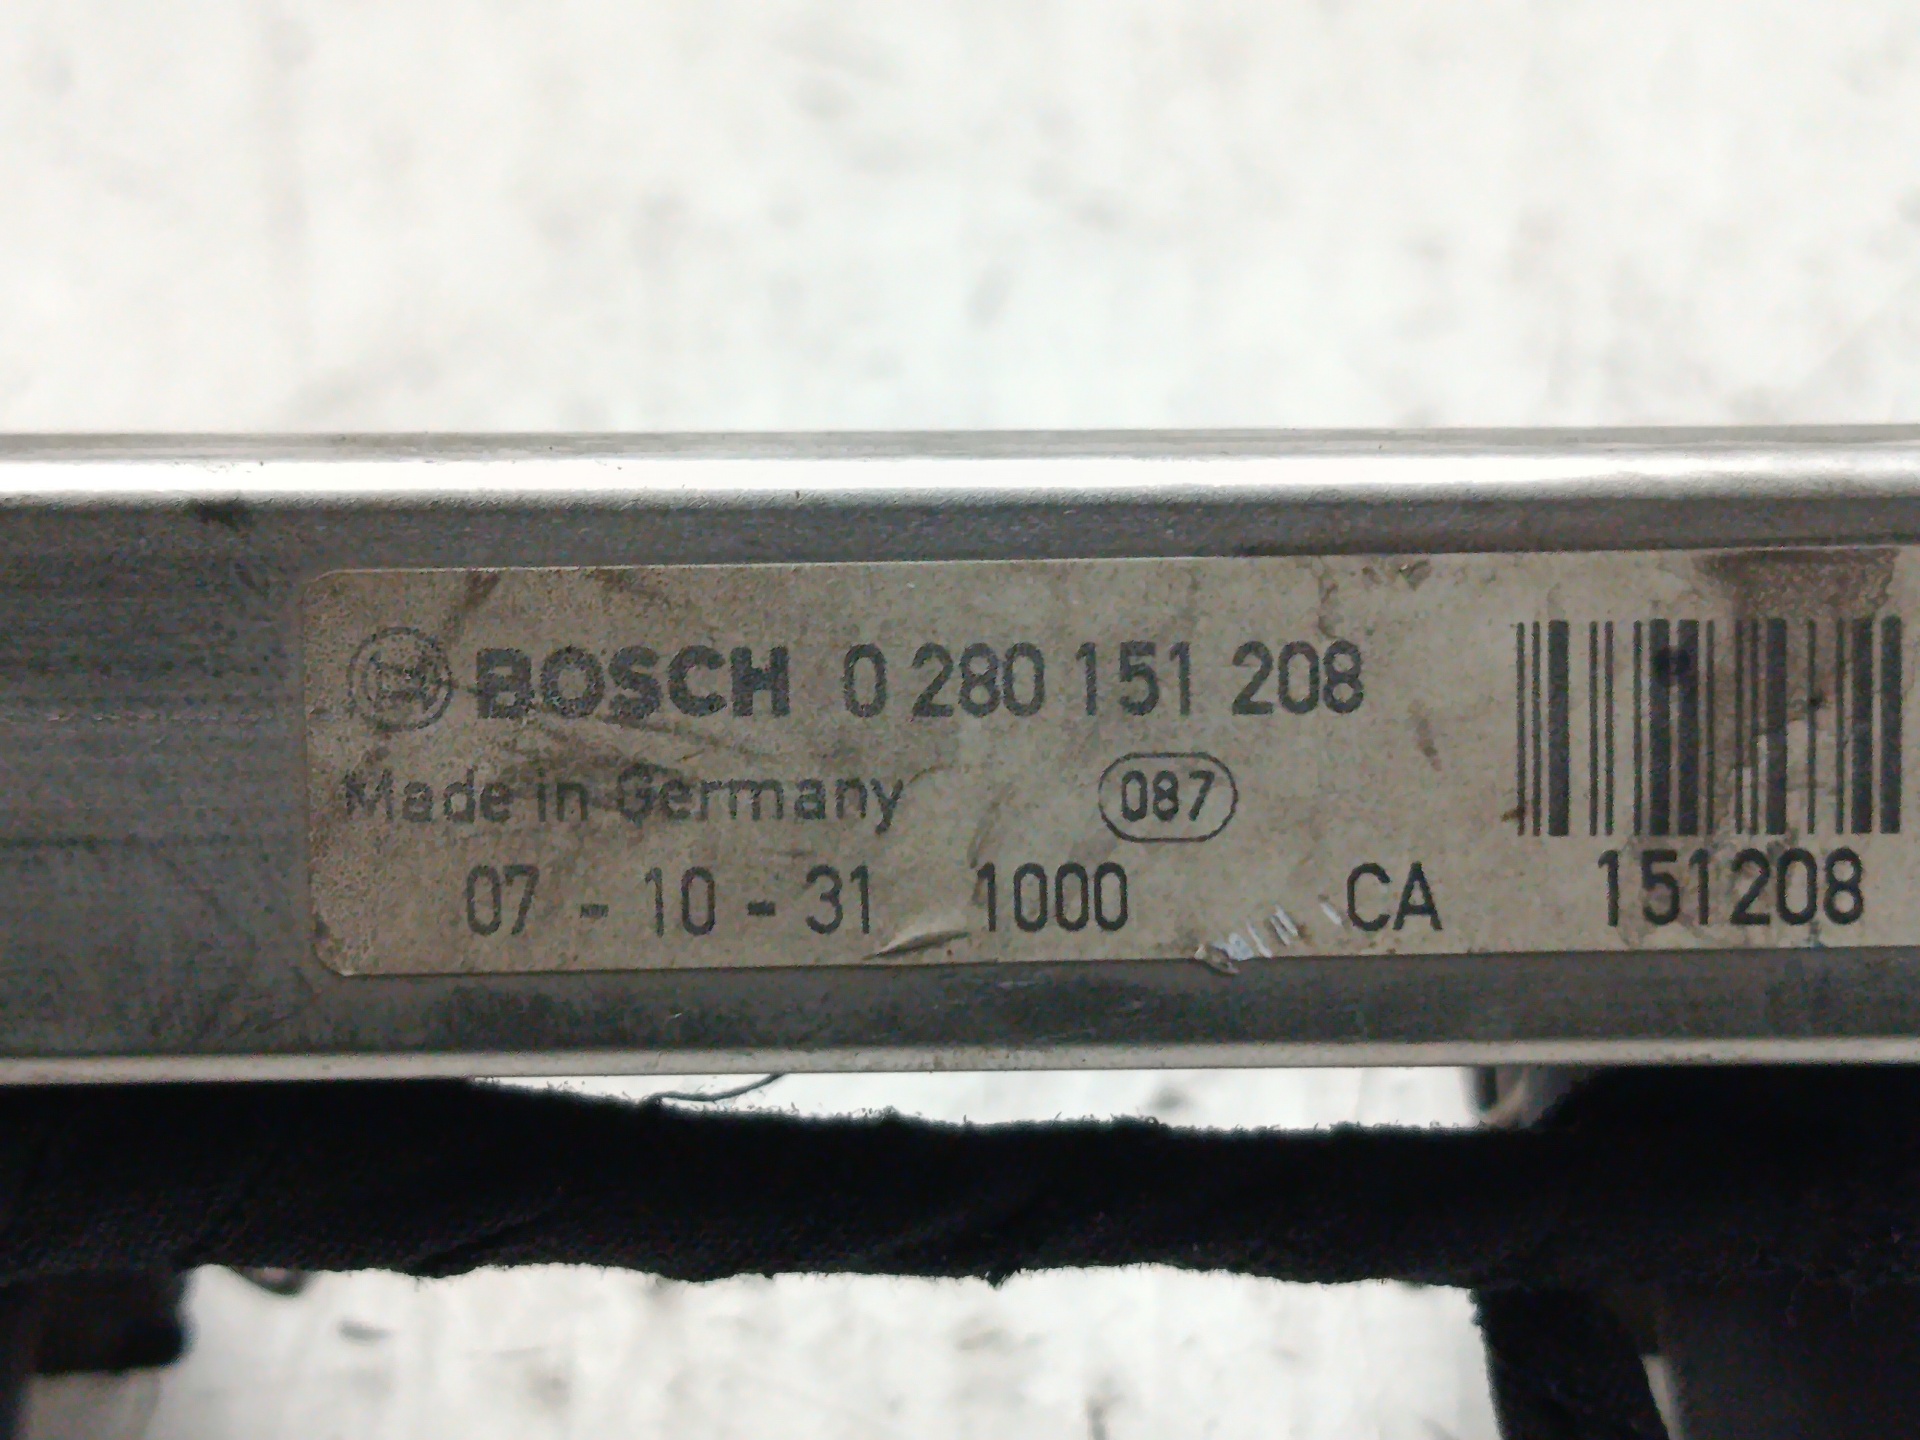 BOSCH 0 280 151 208
Made in Germany 087
07 - 10 - 31 1000 CA 151208